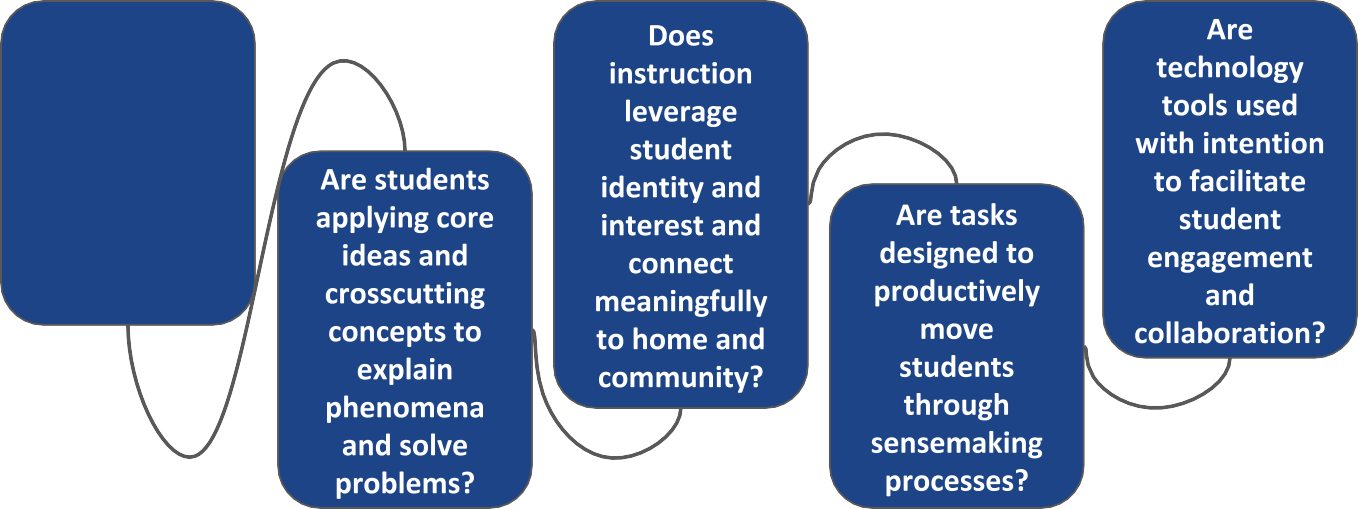 Are students
applying core
ideas and
crosscutting
concepts to
explain
phenomena
and solve
problems?
Does
instruction
leverage
student
identity and
interest and
connect
meaningfully
to home and
community?
Are tasks
designed to
productively
move
students
through
sensemaking
processes?
Are
technology
tools used
with intention
to facilitate
student
engagement
and
collaboration?